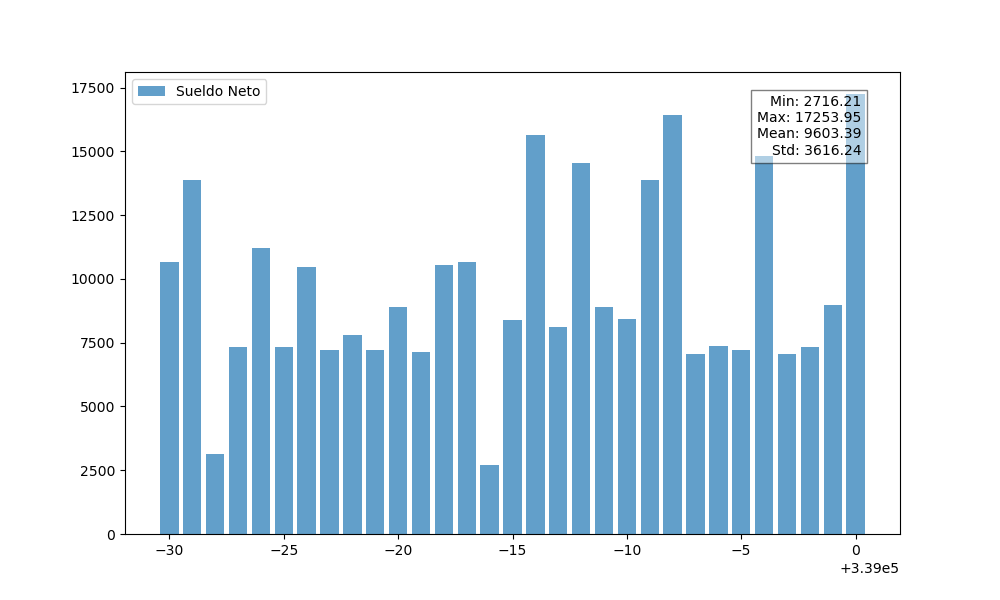 Sueldo Neto
Min: 2716.21
Max: 17253.95
Mean: 9603.39
Std: 3616.24
17500
15000
12500
10000
7500
5000
2500
0
−30
−25
−20
−15
−10
−5
0
+3.39e5